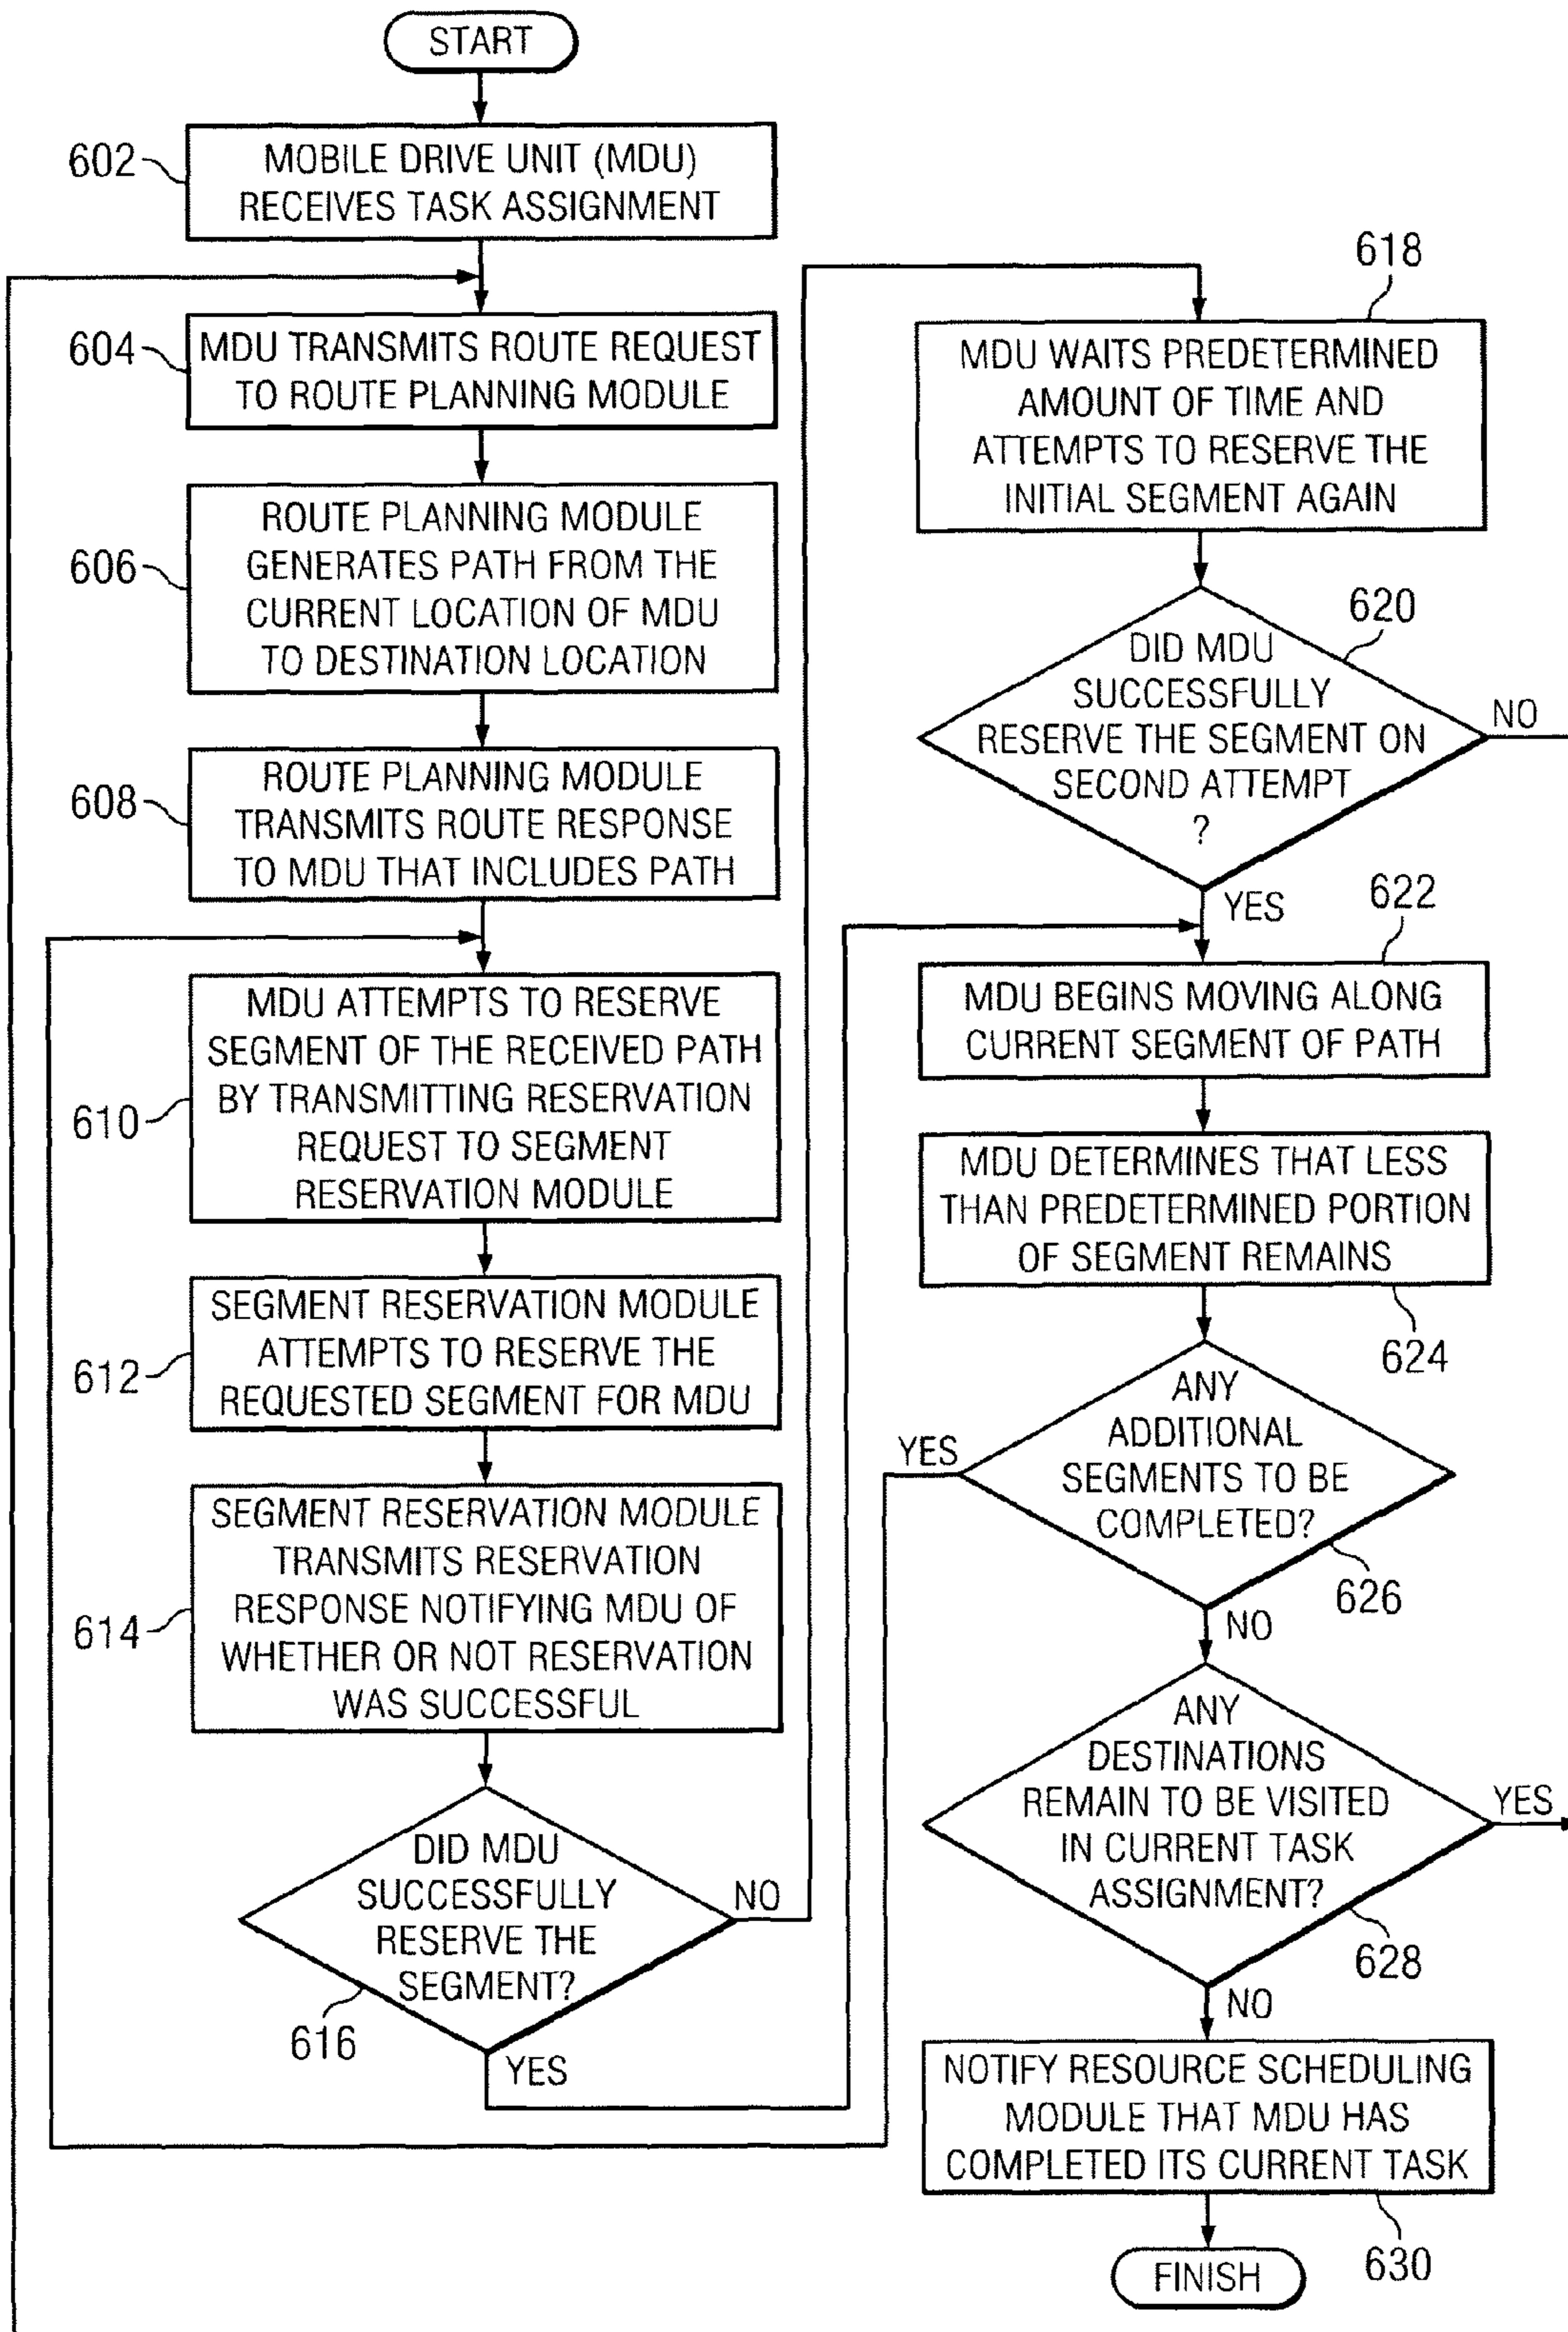 START
602
MOBILE DRIVE UNIT (MDU)
RECEIVES TASK ASSIGNMENT
604
MDU TRANSMITS ROUTE REQUEST
TO ROUTE PLANNING MODULE
606
ROUTE PLANNING MODULE
GENERATES PATH FROM THE
CURRENT LOCATION OF MDU
TO DESTINATION LOCATION
608
ROUTE PLANNING MODULE
TRANSMITS ROUTE RESPONSE
TO MDU THAT INCLUDES PATH
610
MDU ATTEMPTS TO RESERVE
SEGMENT OF THE RECEIVED PATH
BY TRANSMITTING RESERVATION
REQUEST TO SEGMENT
RESERVATION MODULE
612
SEGMENT RESERVATION MODULE
ATTEMPTS TO RESERVE THE
REQUESTED SEGMENT FOR MDU
614
SEGMENT RESERVATION MODULE
TRANSMITS RESERVATION
RESPONSE NOTIFYING MDU OF
WHETHER OR NOT RESERVATION
WAS SUCCESSFUL
DID MDU
SUCCESSFULLY
RESERVE THE
SEGMENT?
NO
616
YES
618
MDU WAITS PREDETERMINED
AMOUNT OF TIME AND
ATTEMPTS TO RESERVE THE
INITIAL SEGMENT AGAIN
620
DID MDU
SUCCESSFULLY
RESERVE THE SEGMENT ON
SECOND ATTEMPT
?
NO
YES
622
MDU BEGINS MOVING ALONG
CURRENT SEGMENT OF PATH
MDU DETERMINES THAT LESS
THAN PREDETERMINED PORTION
OF SEGMENT REMAINS
624
ANY
ADDITIONAL
SEGMENTS TO BE
COMPLETED?
YES
626
NO
ANY
DESTINATIONS
REMAIN TO BE VISITED
IN CURRENT TASK
ASSIGNMENT?
YES
628
NO
NOTIFY RESOURCE SCHEDULING
MODULE THAT MDU HAS
COMPLETED ITS CURRENT TASK
630
FINISH